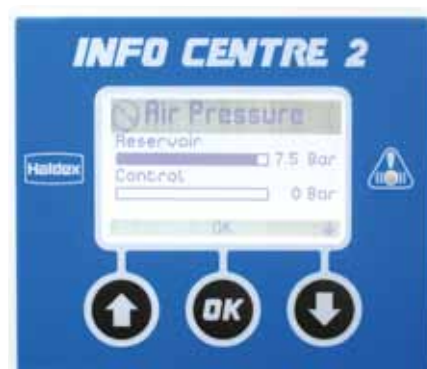 INFO CENTRE 2
Air Pressure
Reservoir
7.5 Bar
Control
0 Bar
Haldex
OK
OK